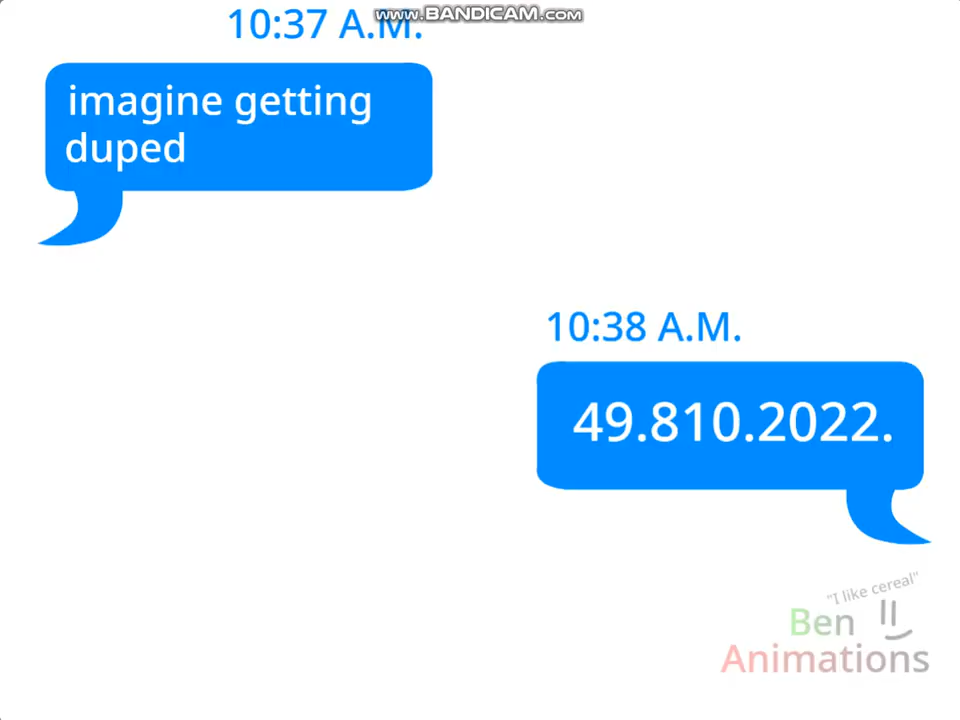 www.BANDICAM.com
10:37 A.M.
imagine getting
duped
10:38 A.M.
49.810.2022.
"I like cereal"
Ben
Animations